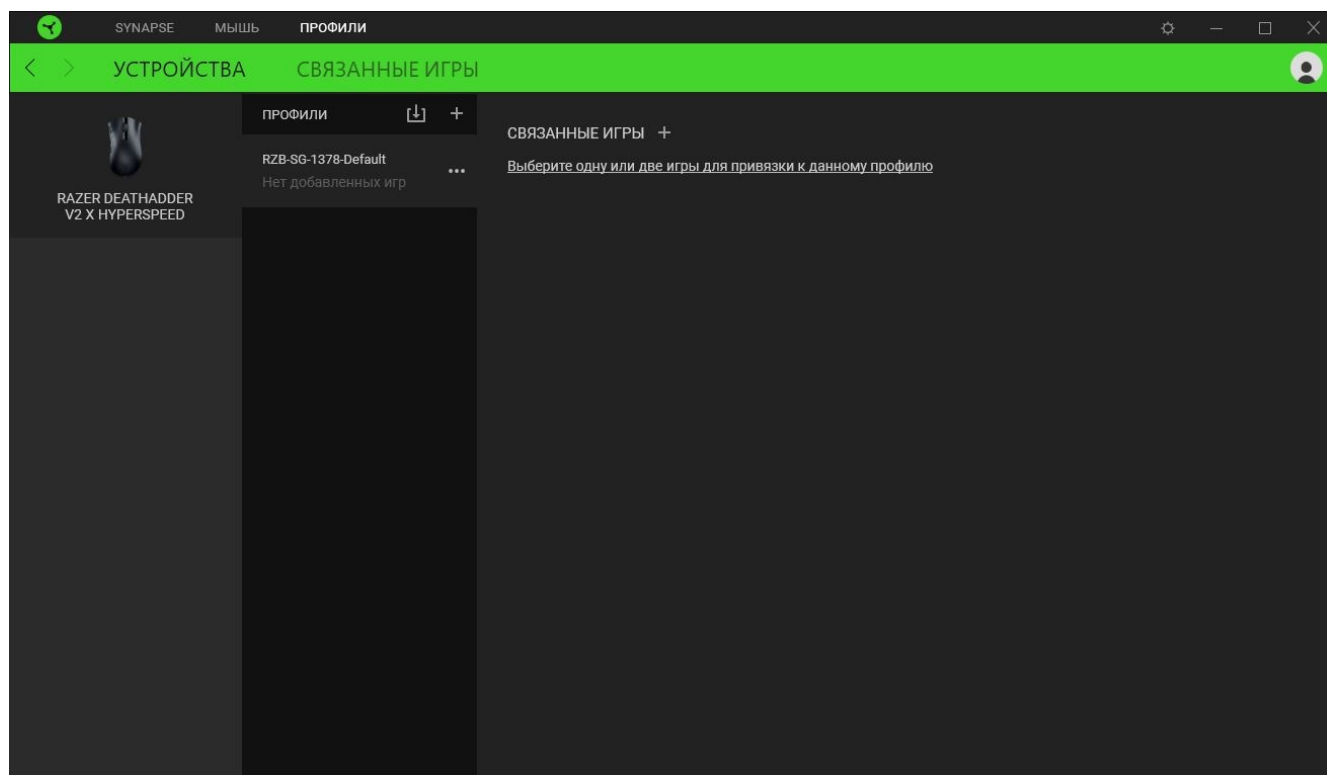 SYNAPSE МЫШЬ ПРОФИЛИ
УСТРОЙСТВА СВЯЗАННЫЕ ИГРЫ
RAZER DEATHADDER
V2 X HYPERSPEED
ПРОФИЛИ
RZB-SG-1378-Default
Нет добавленных игр
СВЯЗАННЫЕ ИГРЫ
Выберите одну или две игры для привязки к данному профилю